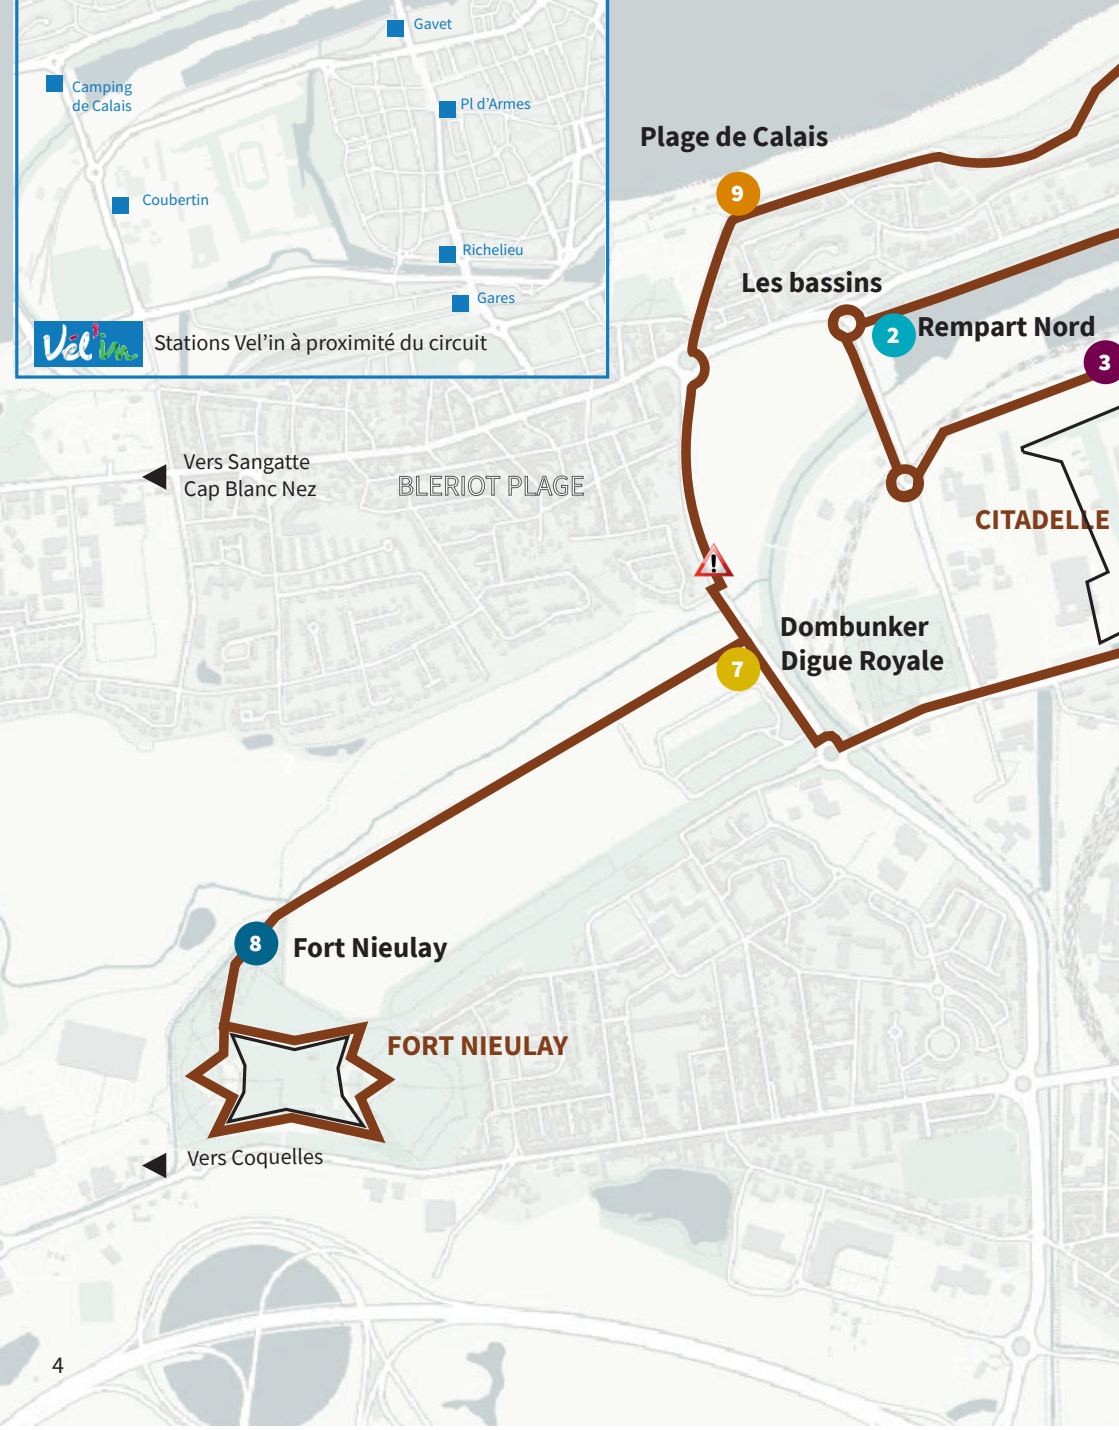 Gavet
Camping
de Calais
Pl d'Armes
Coubertin
Richelieu
Gares
Vél'in
Stations Vel'in à proximité du circuit
Plage de Calais
9
Les bassins
2
Rempart Nord
3
Vers Sangatte
Cap Blanc Nez
BLERIOT PLAGE
CITADELLE
!
Dombunker
Digue Royale
7
8
Fort Nieulay
FORT NIEULAY
Vers Coquelles
4